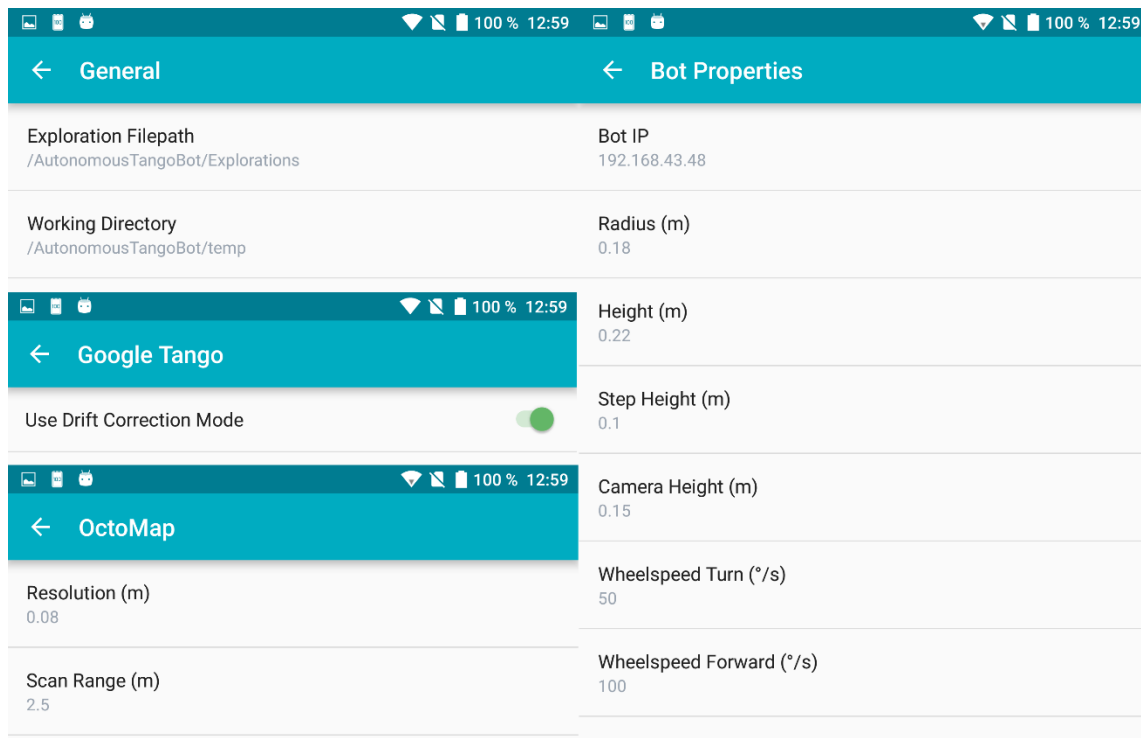 100 % 12:59
General
Exploration Filepath
/AutonomousTangoBot/Explorations
Working Directory
/AutonomousTangoBot/temp
100 % 12:59
Google Tango
Use Drift Correction Mode
100 % 12:59
OctoMap
Resolution (m)
0.08
Scan Range (m)
2.5
100 % 12:59
Bot Properties
Bot IP
192.168.43.48
Radius (m)
0.18
Height (m)
0.22
Step Height (m)
0.1
Camera Height (m)
0.15
Wheelspeed Turn (°/s)
50
Wheelspeed Forward (°/s)
100